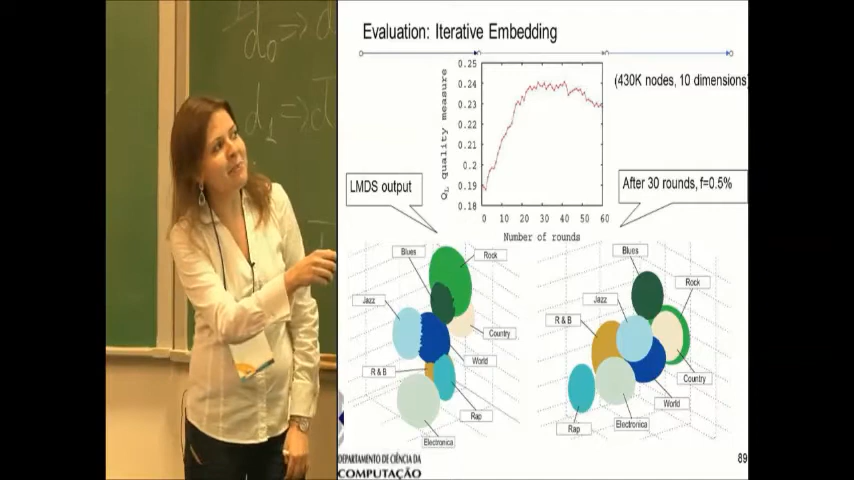 d₀ ⇒ d
d₁ ⇒ d
Evaluation: Iterative Embedding
(430K nodes, 10 dimensions)
0.25
0.24
0.23
0.22
0.21
0.2
0.19
0.18
Q_L quality measure
0 10 20 30 40 50 60
Number of rounds
LMDS output
After 30 rounds, f=0.5%
Blues
Rock
Jazz
Country
World
R & B
Rap
Electronica
Blues
Rock
Jazz
R & B
Country
World
Electronica
Rap
DEPARTAMENTO DE CIÊNCIA DA
COMPUTAÇÃO
89